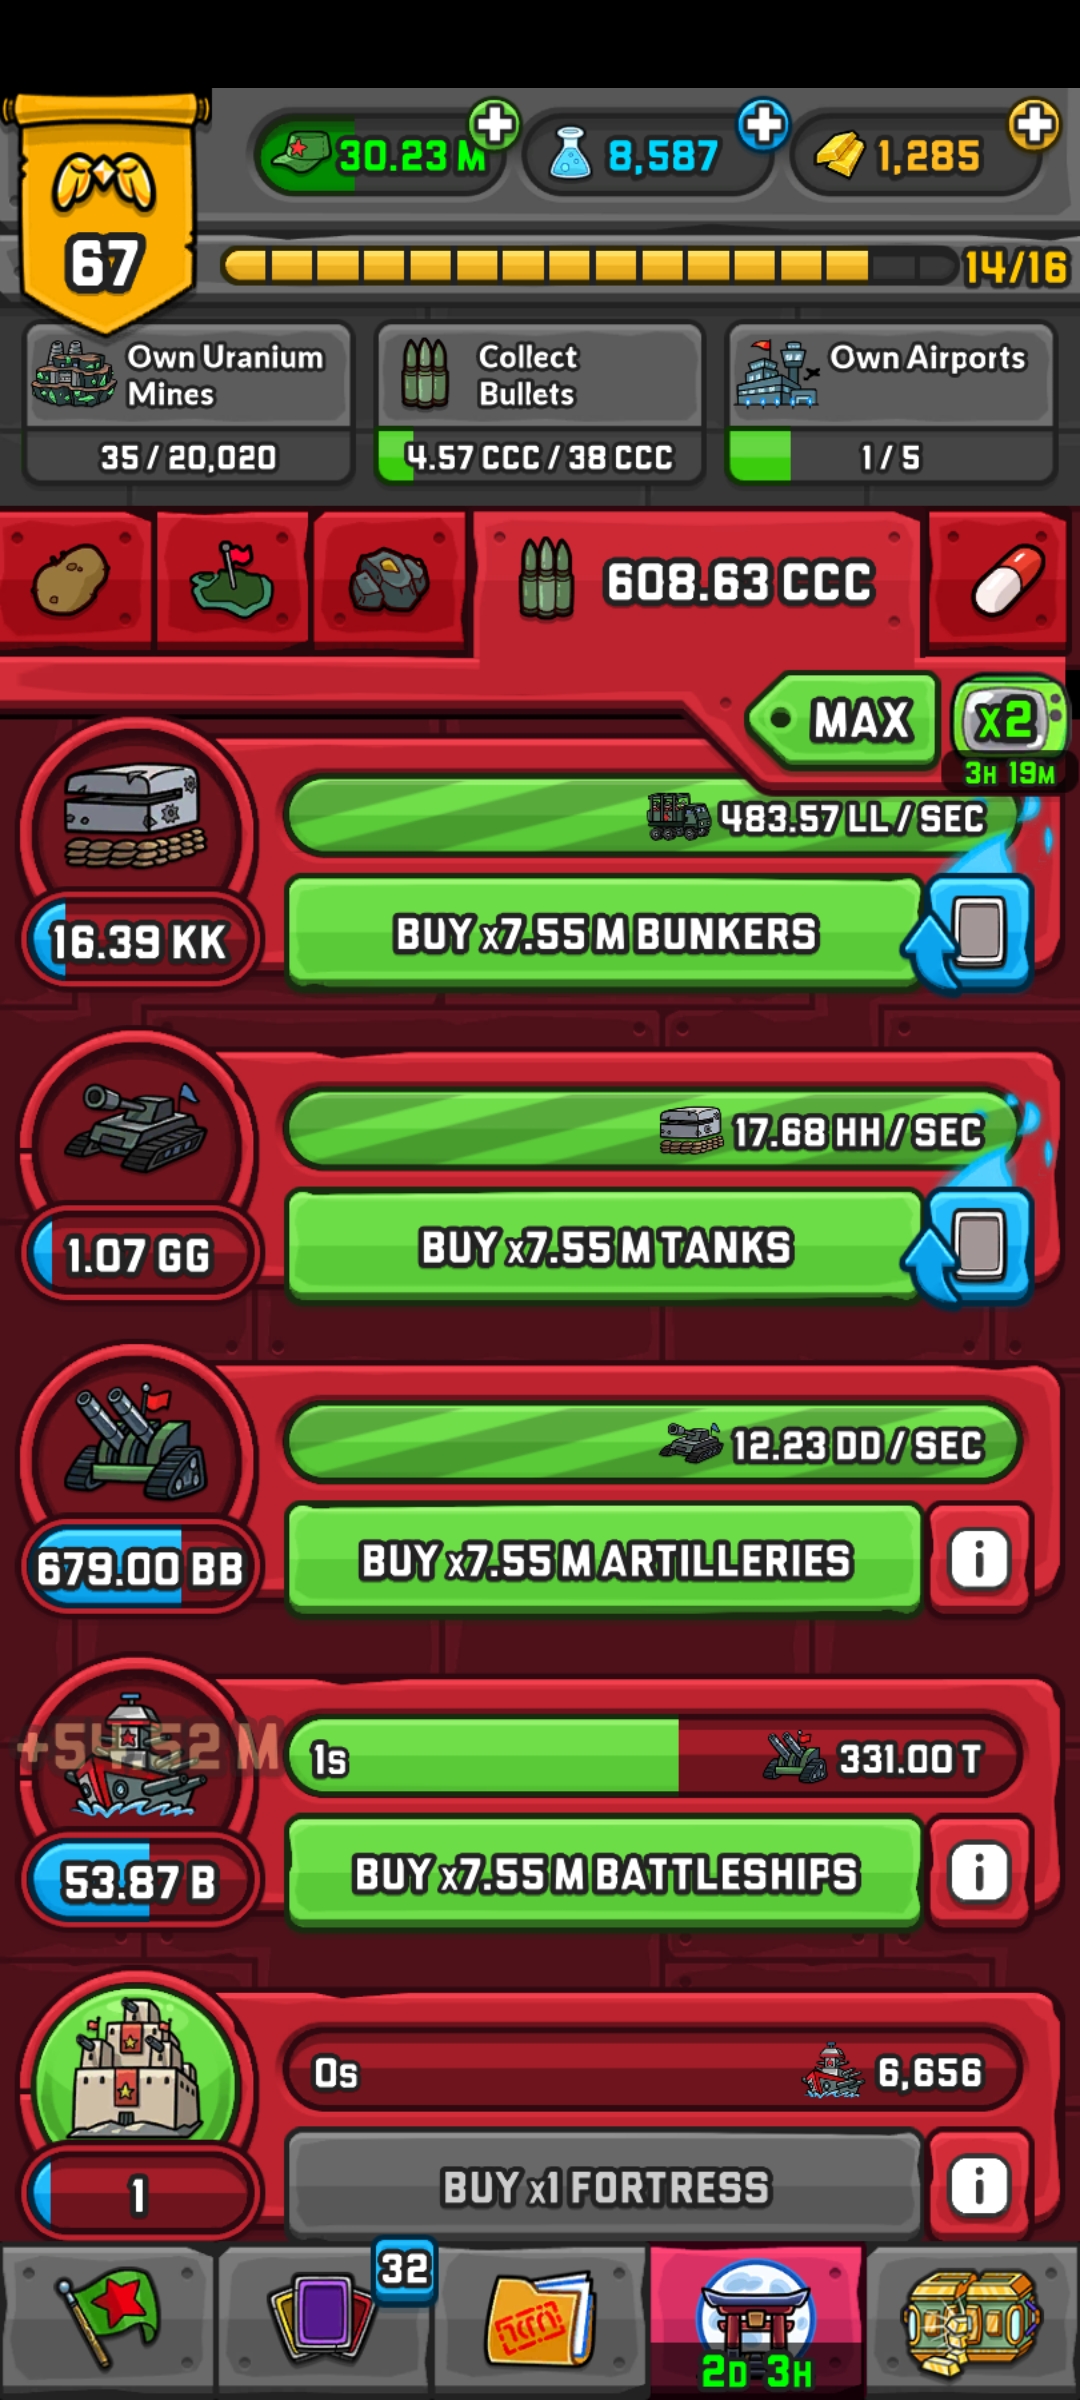 67
30.23 M
8,587
1,285
14/16
Own Uranium
Mines
35 / 20,020
Collect
Bullets
4.57 CCC / 38 CCC
Own Airports
1 / 5
608.63 CCC
MAX
x2
3H 19M
483.57 LL / SEC
16.39 KK
BUY x7.55 M BUNKERS
17.68 HH / SEC
1.07 GG
BUY x7.55 M TANKS
12.23 DD / SEC
679.00 BB
BUY x7.55 M ARTILLERIES
+54.52 M
1s
331.00 T
53.87 B
BUY x7.55 M BATTLESHIPS
0s
6,656
1
BUY x1 FORTRESS
32
2D 3H